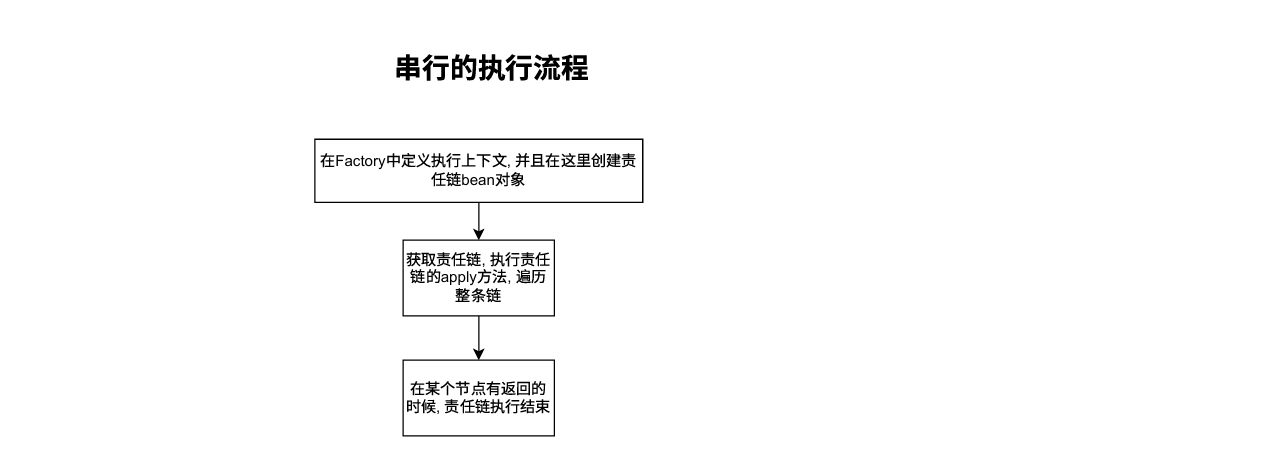 串行的执行流程
在Factory中定义执行上下文, 并且在这里创建责
任链bean对象
获取责任链, 执行责任
链的apply方法, 遍历
整条链
在某个节点有返回的
时候, 责任链执行结束